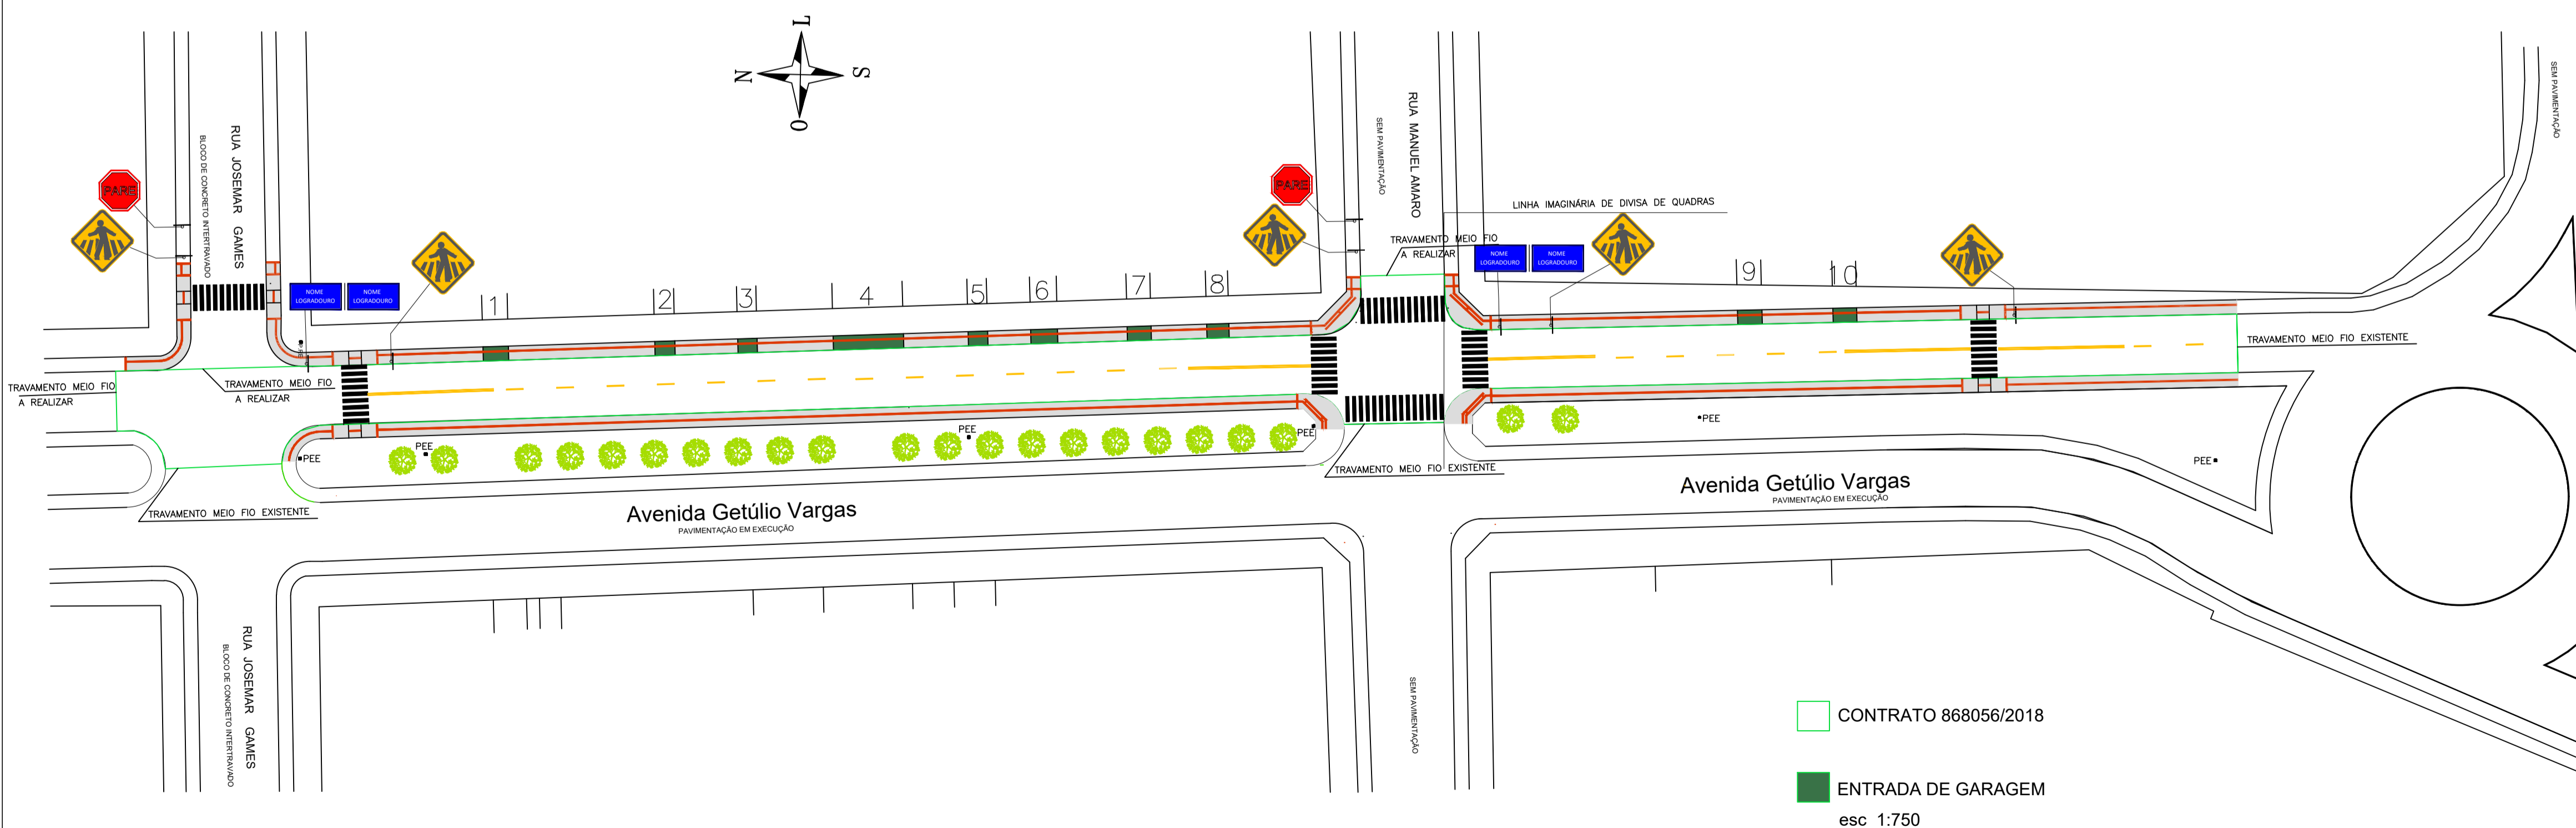 L
N
S
O
RUA JOSEMAR GAMES
BLOCO DE CONCRETO INTERTRAVADO
RUA MANUEL AMARO
SEM PAVIMENTAÇÃO
SEM PAVIMENTAÇÃO
PARE
PARE
LINHA IMAGINÁRIA DE DIVISA DE QUADRAS
TRAVAMENTO MEIO FIO
A REALIZAR
NOME
LOGRADOURO
NOME
LOGRADOURO
NOME
LOGRADOURO
NOME
LOGRADOURO
1
2
3
4
5
6
7
8
9
10
TRAVAMENTO MEIO FIO EXISTENTE
TRAVAMENTO MEIO FIO
A REALIZAR
TRAVAMENTO MEIO FIO
A REALIZAR
PEE
PEE
PEE
PEE
PEE
PEE
TRAVAMENTO MEIO FIO EXISTENTE
TRAVAMENTO MEIO FIO EXISTENTE
Avenida Getúlio Vargas
PAVIMENTAÇÃO EM EXECUÇÃO
Avenida Getúlio Vargas
PAVIMENTAÇÃO EM EXECUÇÃO
RUA JOSEMAR GAMES
BLOCO DE CONCRETO INTERTRAVADO
SEM PAVIMENTAÇÃO
CONTRATO 868056/2018
ENTRADA DE GARAGEM
esc 1:750